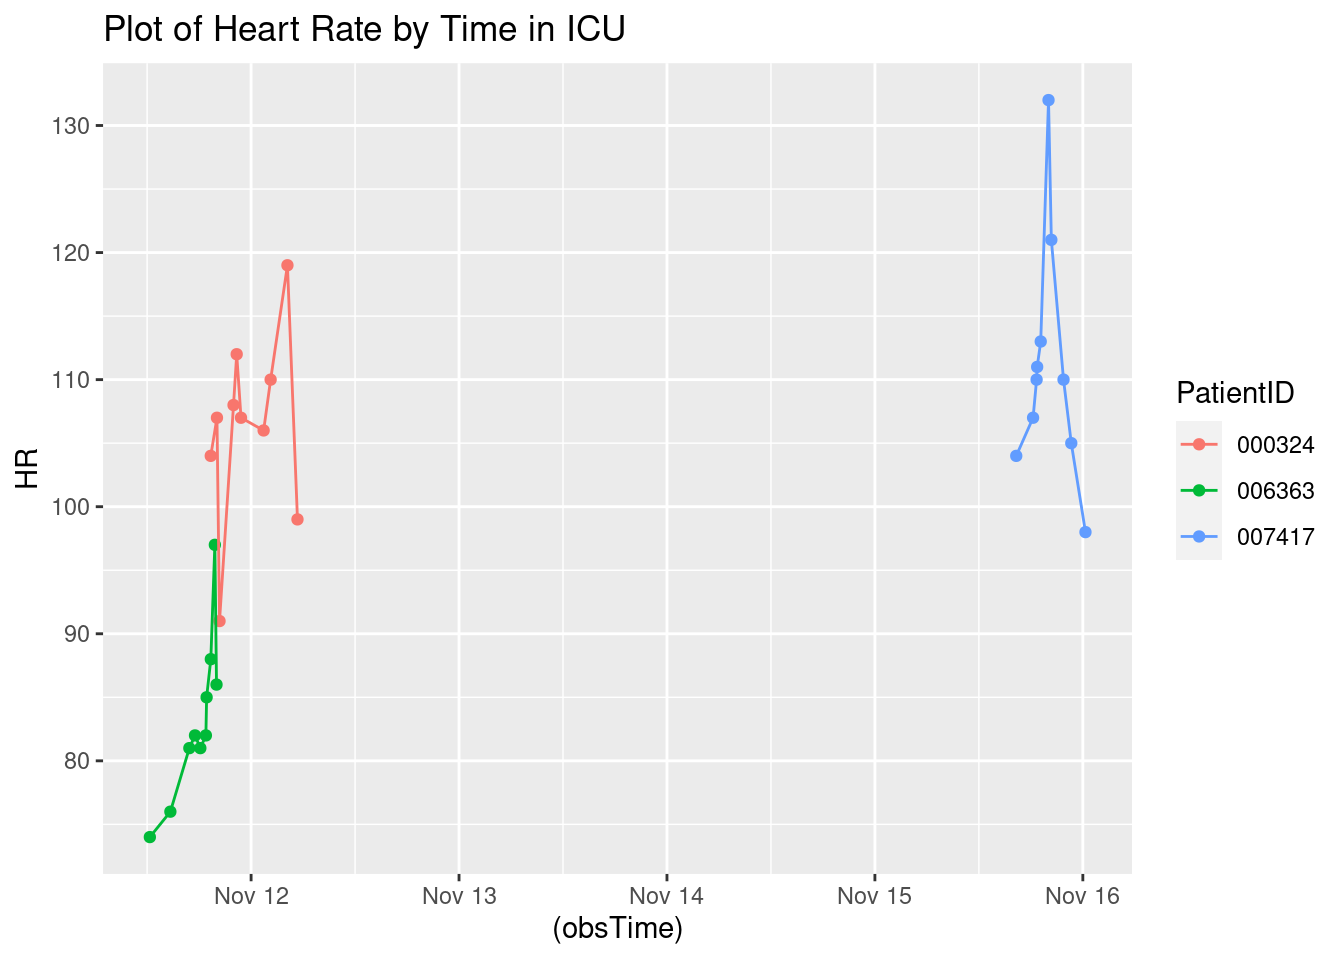 Plot of Heart Rate by Time in ICU
130
120
110
100
90
80
HR
Nov 12
Nov 13
Nov 14
Nov 15
Nov 16
(obsTime)
PatientID
000324
006363
007417